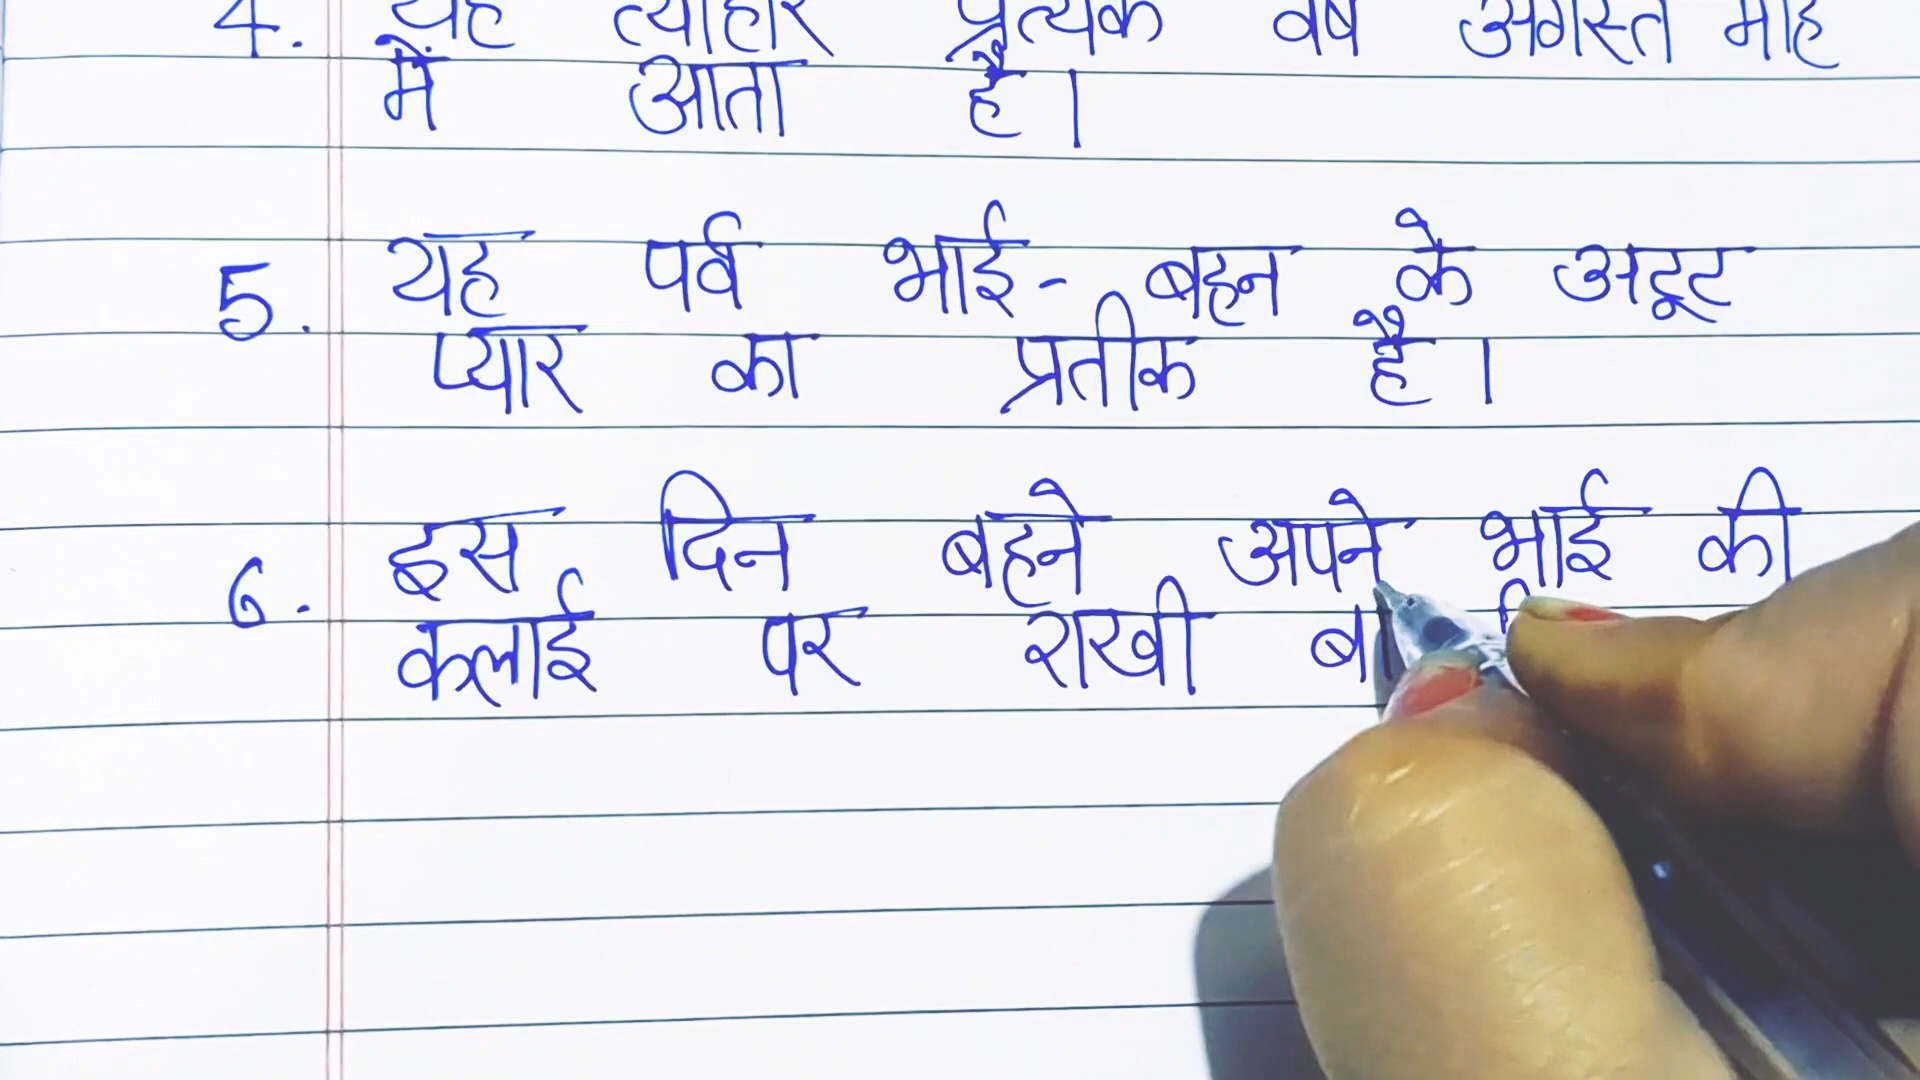 4. यह त्योहार प्रत्येक वर्ष अगस्त माह
में आता है।
5. यह पर्व भाई- बहन के अटूट
प्यार का प्रतीक है।
6. इस दिन बहने अपने भाई की
कलाई पर राखी